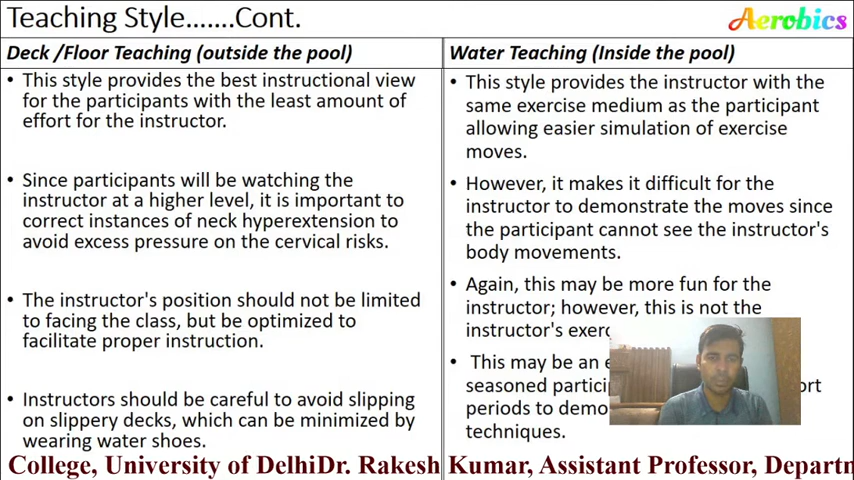 Teaching Style.......Cont.
Aerobics
Deck /Floor Teaching (outside the pool)
• This style provides the best instructional view
for the participants with the least amount of
effort for the instructor.
• Since participants will be watching the
instructor at a higher level, it is important to
correct instances of neck hyperextension to
avoid excess pressure on the cervical risks.
• The instructor's position should not be limited
to facing the class, but be optimized to
facilitate proper instruction.
• Instructors should be careful to avoid slipping
on slippery decks, which can be minimized by
wearing water shoes.
Water Teaching (Inside the pool)
• This style provides the instructor with the
same exercise medium as the participant
allowing easier simulation of exercise
moves.
• However, it makes it difficult for the
instructor to demonstrate the moves since
the participant cannot see the instructor's
body movements.
• Again, this may be more fun for the
instructor; however, this is not the
instructor's
• This may be an
seasoned
periods to
techniques.
College, University of DelhiDr. Rakesh Kumar, Assistant Professor,